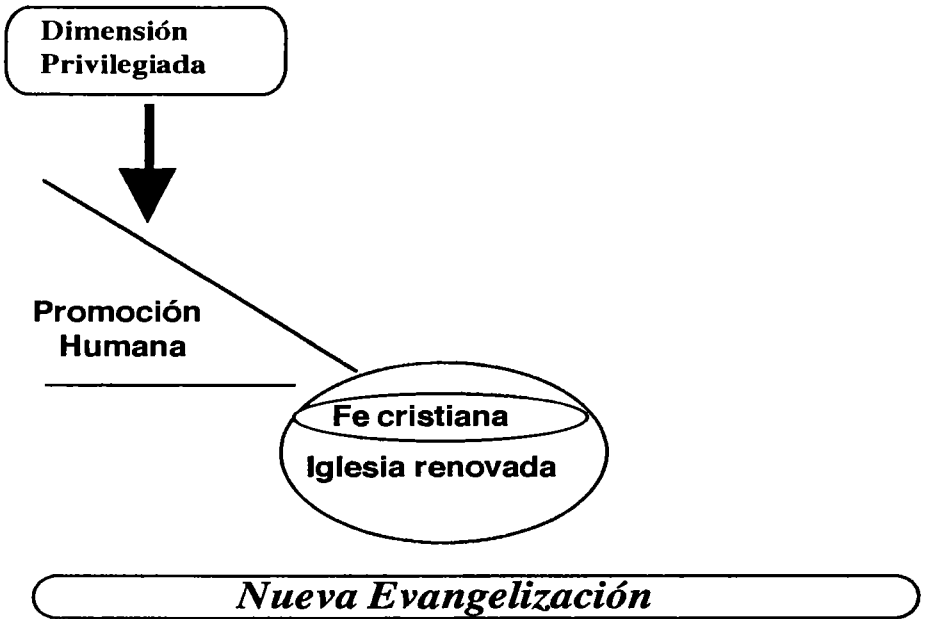 Dimensión
Privilegiada
Promoción
Humana
Fe cristiana
Iglesia renovada
Nueva Evangelización